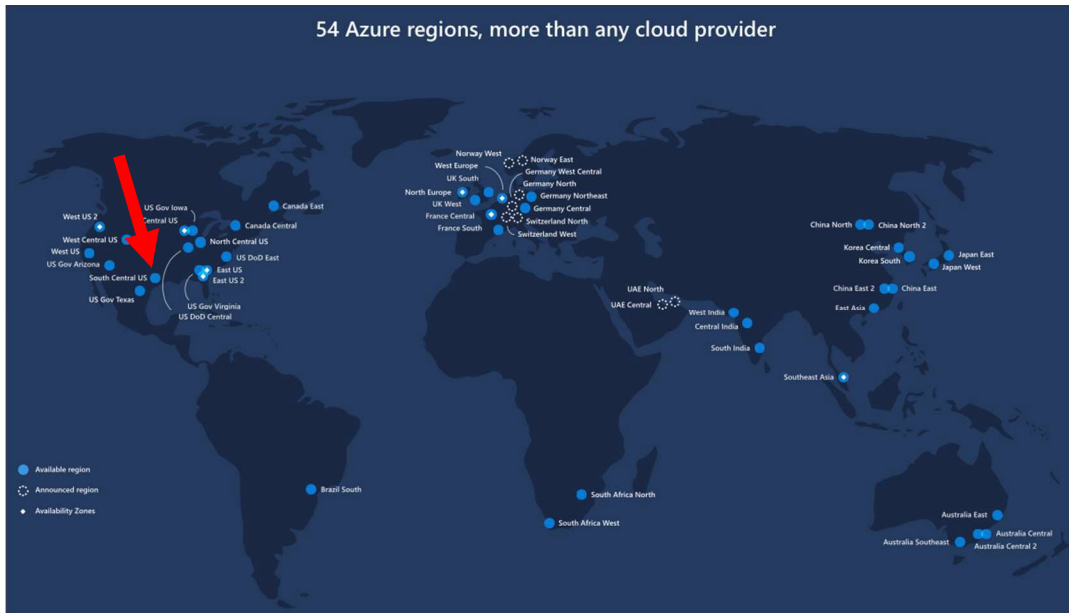 54 Azure regions, more than any cloud provider
Norway West
Norway East
West Europe
Germany West Central
UK South
Germany North
North Europe
Germany Northeast
UK West
Germany Central
France Central
Switzerland North
France South
Switzerland West
Canada East
US Gov Iowa
West US 2
Central US
Canada Central
West Central US
North Central US
West US
US DoD East
US Gov Arizona
South Central US
East US
East US 2
US Gov Texas
US Gov Virginia
US DoD Central
China North
China North 2
Korea Central
Korea South
Japan East
Japan West
UAE North
UAE Central
China East 2
China East
East Asia
West India
Central India
South India
Southeast Asia
Available region
Announced region
Availability Zones
Brazil South
South Africa North
South Africa West
Australia East
Australia Central
Australia Southeast
Australia Central 2